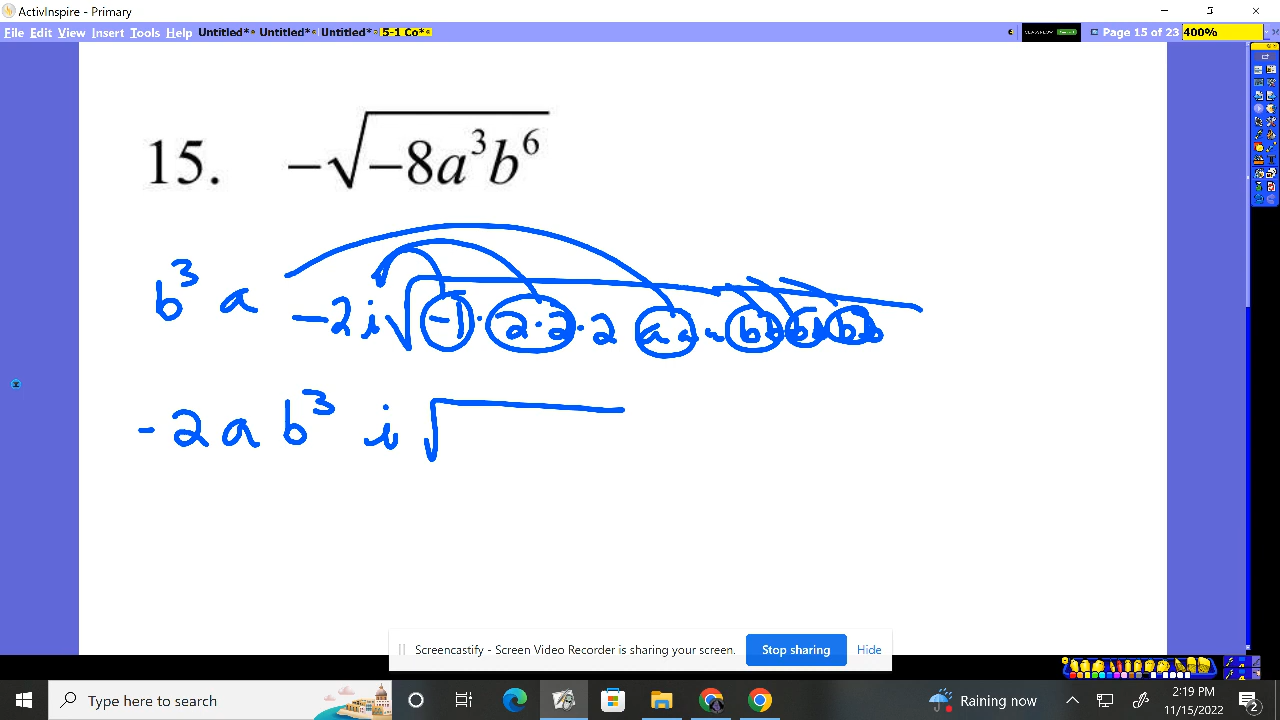 ActivInspire - Primary
File Edit View Insert Tools Help Untitled* Untitled* Untitled* 5-1 Co* Page 15 of 23 400%
15. −√−8a³b⁶
b³ a −2i√−1·2·2·2 a a a b b b b b b
-2 a b³ i √
Screencastify - Screen Video Recorder is sharing your screen. Stop sharing Hide
Type here to search
Raining now
2:19 PM
11/15/2022
2